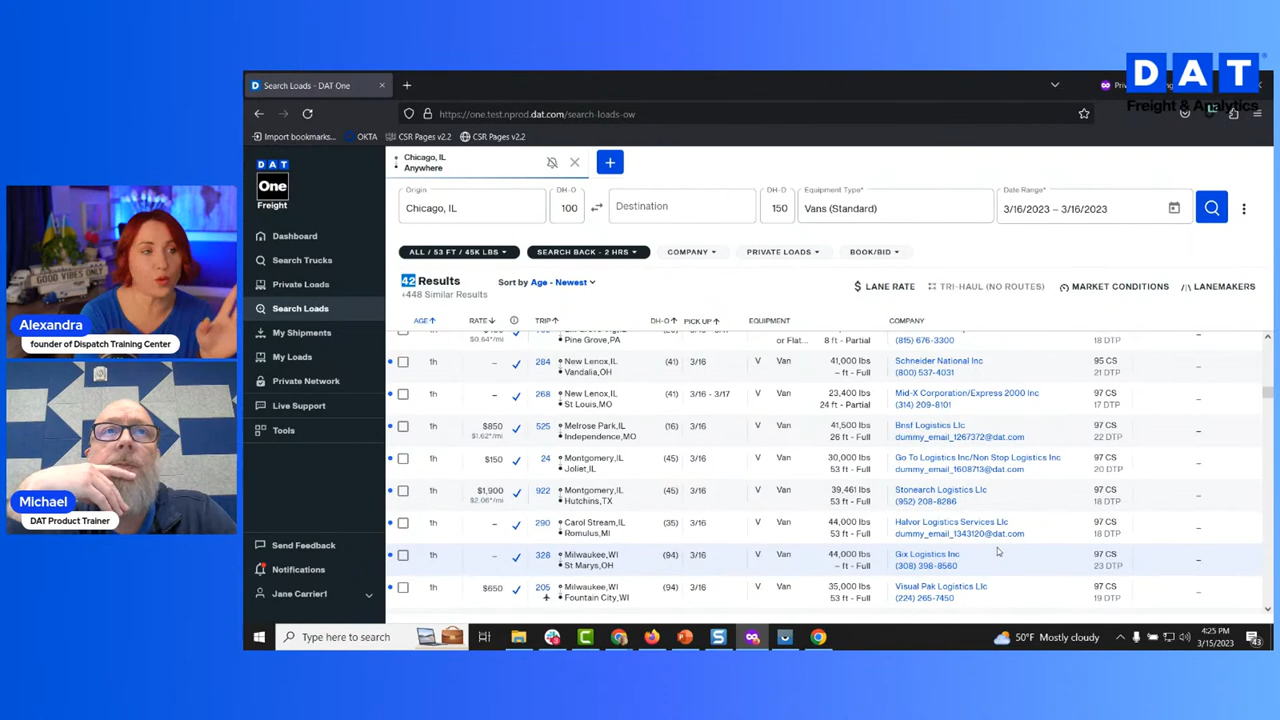 DAT
Freight & Analytics
Search Loads - DAT One
https://one.test.nprod.dat.com/search-loads-ow
Import bookmarks...
OKTA
CSR Pages v2.2
CSR Pages v2.2
DAT
One
Freight
Dashboard
Search Trucks
Private Loads
Search Loads
My Shipments
My Loads
Private Network
Live Support
Tools
Send Feedback
Notifications
Jane Carrier1
GOOD VIBES ONLY
Alexandra
founder of Dispatch Training Center
Michael
DAT Product Trainer
Chicago, IL
Anywhere
Origin
Chicago, IL
DH-O
100
Destination
DH-D
150
Equipment Type*
Vans (Standard)
Date Range*
3/16/2023 – 3/16/2023
ALL / 53 FT / 45K LBS
SEARCH BACK - 2 HRS
COMPANY
PRIVATE LOADS
BOOK/BID
42 Results
+448 Similar Results
Sort by Age - Newest
LANE RATE
TRI-HAUL (NO ROUTES)
MARKET CONDITIONS
LANEMAKERS
AGE RATE TRIP DH-O PICK UP EQUIPMENT COMPANY
$0.64*/mi Pine Grove,PA or Flat... 8 ft - Partial (815) 676-3300 18 DTP
1h – 284 New Lenox,IL (41) 3/16 V Van 41,000 lbs Schneider National Inc 95 CS –
Vandalia,OH – ft - Full (800) 537-4031 21 DTP
1h – 268 New Lenox,IL (41) 3/16 - 3/17 V Van 23,400 lbs Mid-X Corporation/Express 2000 Inc 97 CS –
St Louis,MO 24 ft - Partial (314) 209-8101 17 DTP
1h $850 525 Melrose Park,IL (16) 3/16 V Van 41,500 lbs Bnsf Logistics Llc 97 CS –
$1.62*/mi Independence,MO 26 ft - Full dummy_email_1267372@dat.com 22 DTP
1h $150 24 Montgomery,IL (45) 3/16 V Van 30,000 lbs Go To Logistics Inc/Non Stop Logistics Inc 97 CS –
Joliet,IL 53 ft - Full dummy_email_1608713@dat.com 20 DTP
1h $1,900 922 Montgomery,IL (45) 3/16 V Van 39,461 lbs Stonearch Logistics Llc 97 CS –
$2.06*/mi Hutchins,TX 53 ft - Full (952) 208-8286 18 DTP
1h – 290 Carol Stream,IL (35) 3/16 V Van 44,000 lbs Halvor Logistics Services Llc 97 CS –
Romulus,MI 53 ft - Full dummy_email_1343120@dat.com 18 DTP
1h – 328 Milwaukee,WI (94) 3/16 V Van 44,000 lbs Gix Logistics Inc 97 CS –
St Marys,OH – ft - Full (308) 398-8560 23 DTP
1h $650 205 Milwaukee,WI (94) 3/16 V Van 35,000 lbs Visual Pak Logistics Llc 97 CS –
Fountain City,WI 53 ft - Full (224) 265-7450 19 DTP
Type here to search
50°F Mostly cloudy
4:25 PM
3/15/2023
43